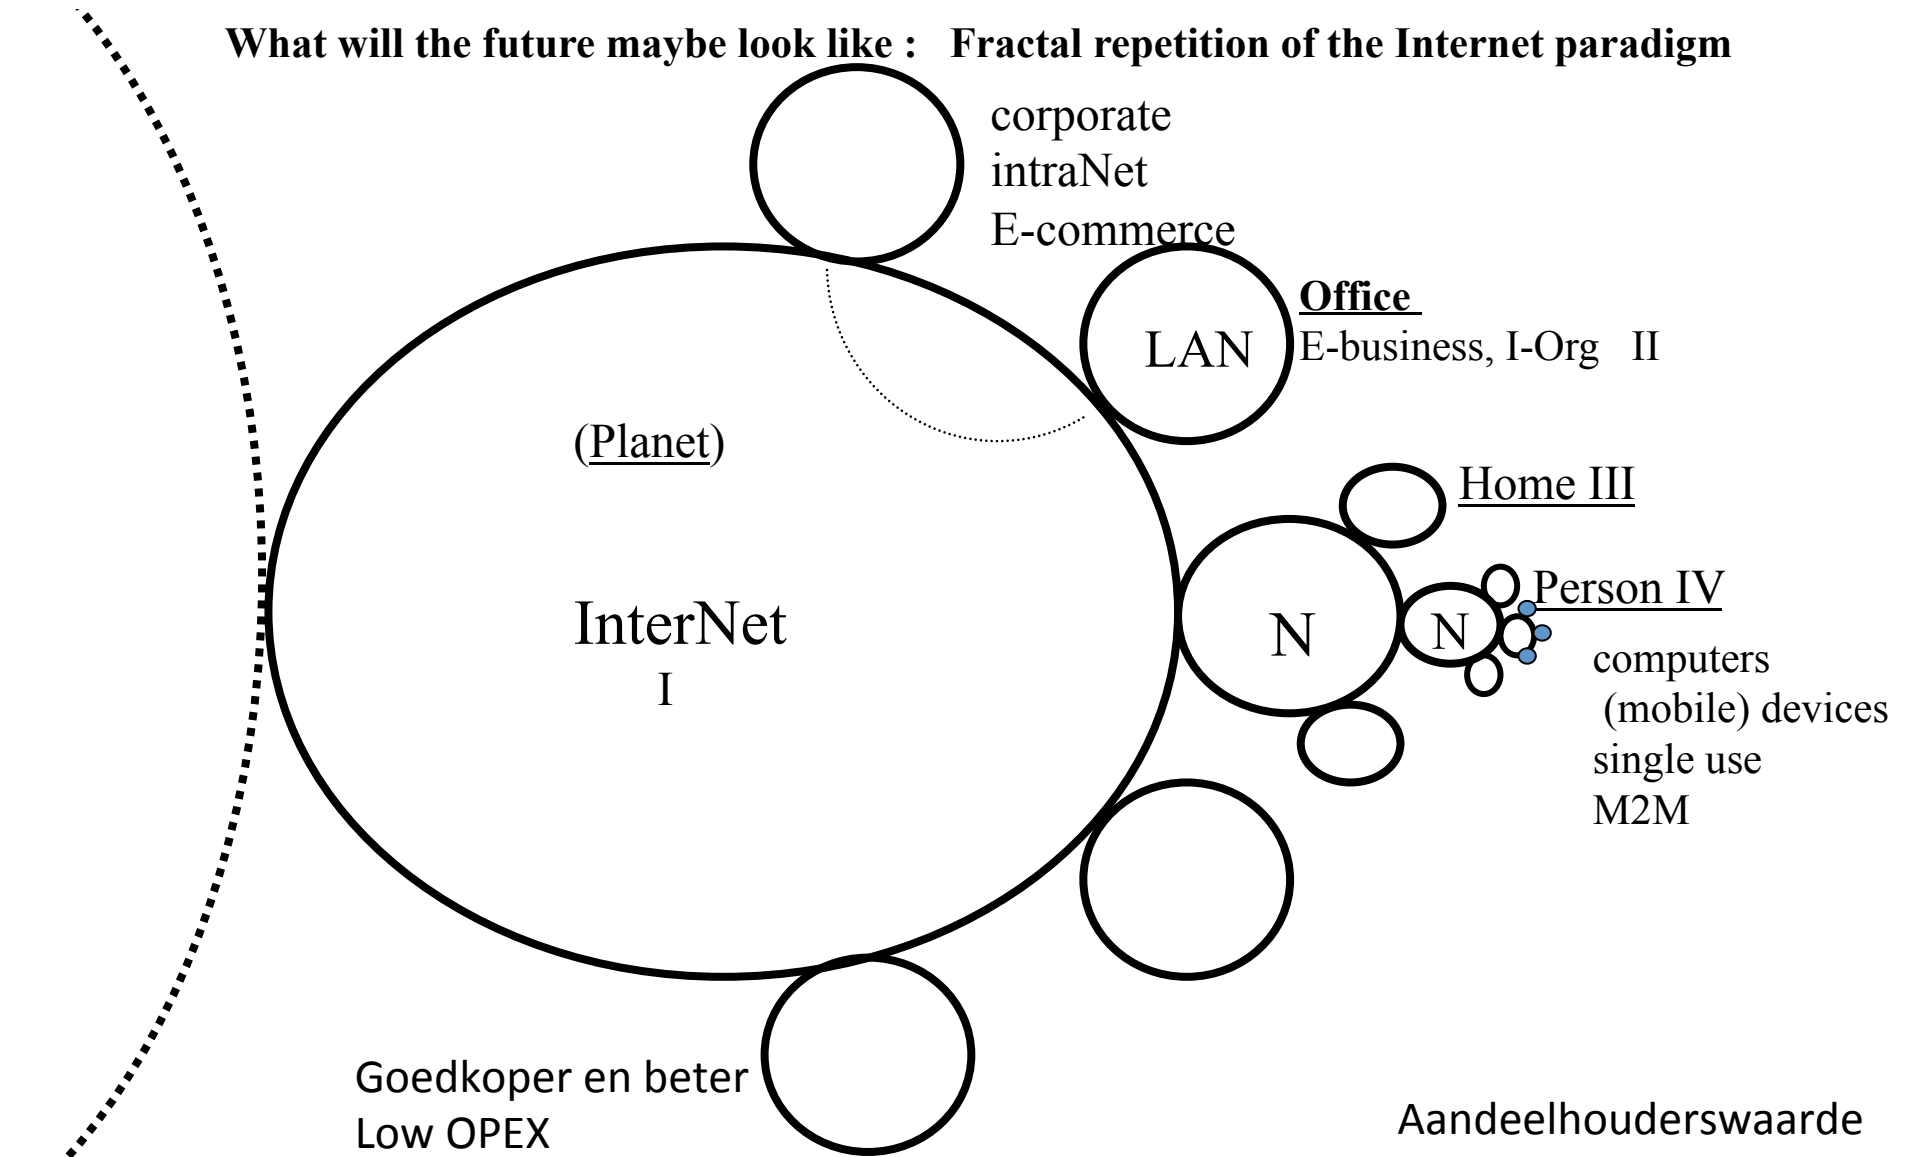 What will the future maybe look like :   Fractal repetition of the Internet paradigm
corporate
intraNet
E-commerce
LAN
Office
E-business, I-Org   II
(Planet)
Home III
InterNet
I
N
N
Person IV
computers
(mobile) devices
single use
M2M
Goedkoper en beter
Low OPEX
Aandeelhouderswaarde